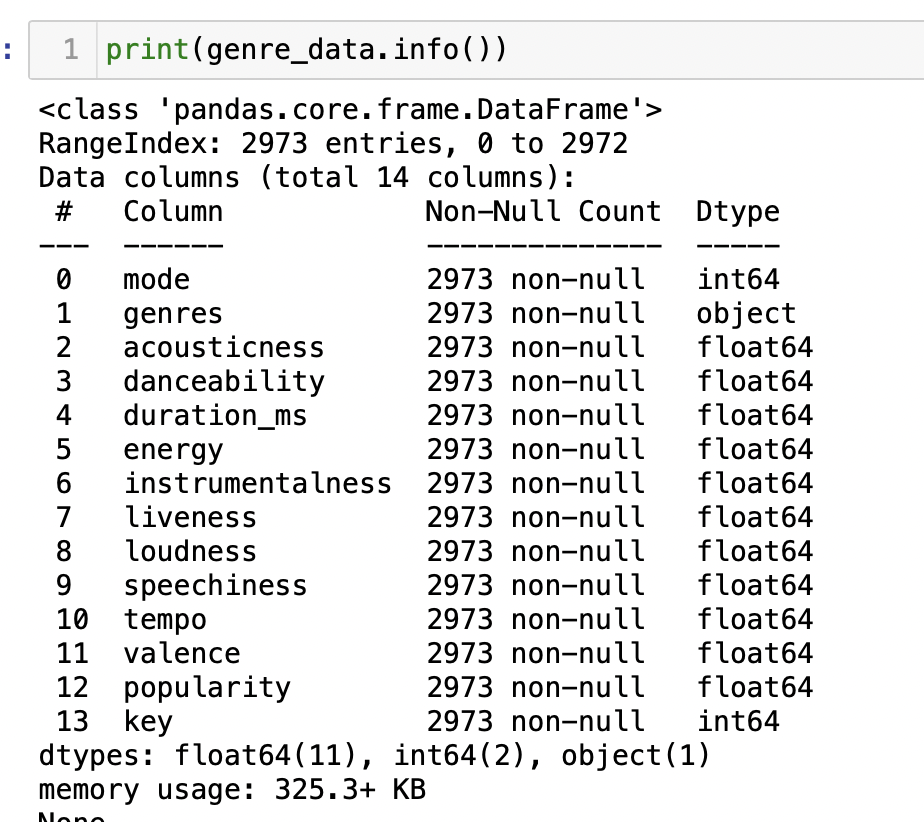 : 1 print(genre_data.info())
<class 'pandas.core.frame.DataFrame'>
RangeIndex: 2973 entries, 0 to 2972
Data columns (total 14 columns):
 #   Column            Non-Null Count  Dtype
---  ------            --------------  -----
 0   mode              2973 non-null   int64
 1   genres            2973 non-null   object
 2   acousticness      2973 non-null   float64
 3   danceability      2973 non-null   float64
 4   duration_ms       2973 non-null   float64
 5   energy            2973 non-null   float64
 6   instrumentalness  2973 non-null   float64
 7   liveness          2973 non-null   float64
 8   loudness          2973 non-null   float64
 9   speechiness       2973 non-null   float64
 10  tempo             2973 non-null   float64
 11  valence           2973 non-null   float64
 12  popularity        2973 non-null   float64
 13  key               2973 non-null   int64
dtypes: float64(11), int64(2), object(1)
memory usage: 325.3+ KB
None